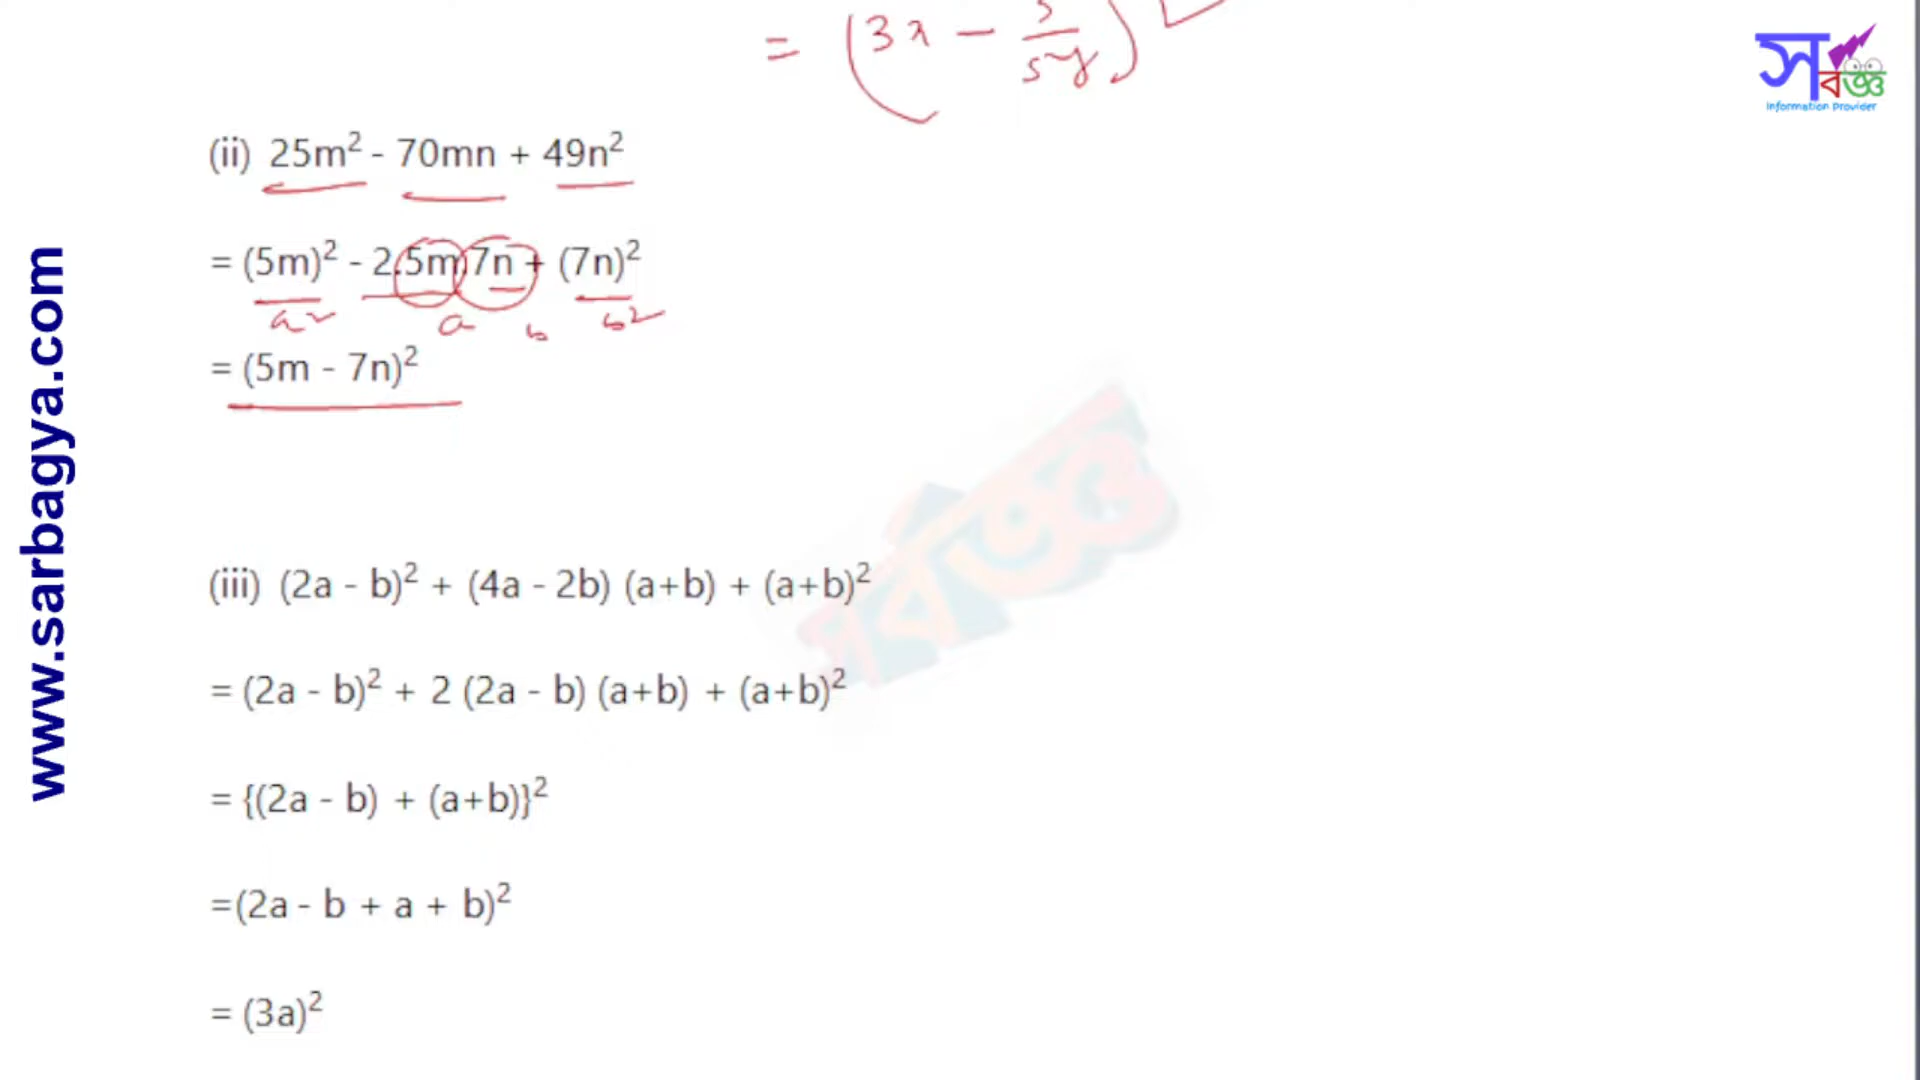 = (3x -
সবজ্ঞ
Information Provider
(ii) 25m² - 70mn + 49n²
= (5m)² - 2.5m.7n + (7n)²
a² a b b²
= (5m - 7n)²
www.sarbagya.com
সবজ্ঞ
(iii) (2a - b)² + (4a - 2b) (a+b) + (a+b)²
= (2a - b)² + 2 (2a - b) (a+b) + (a+b)²
= {(2a - b) + (a+b)}²
=(2a - b + a + b)²
= (3a)²